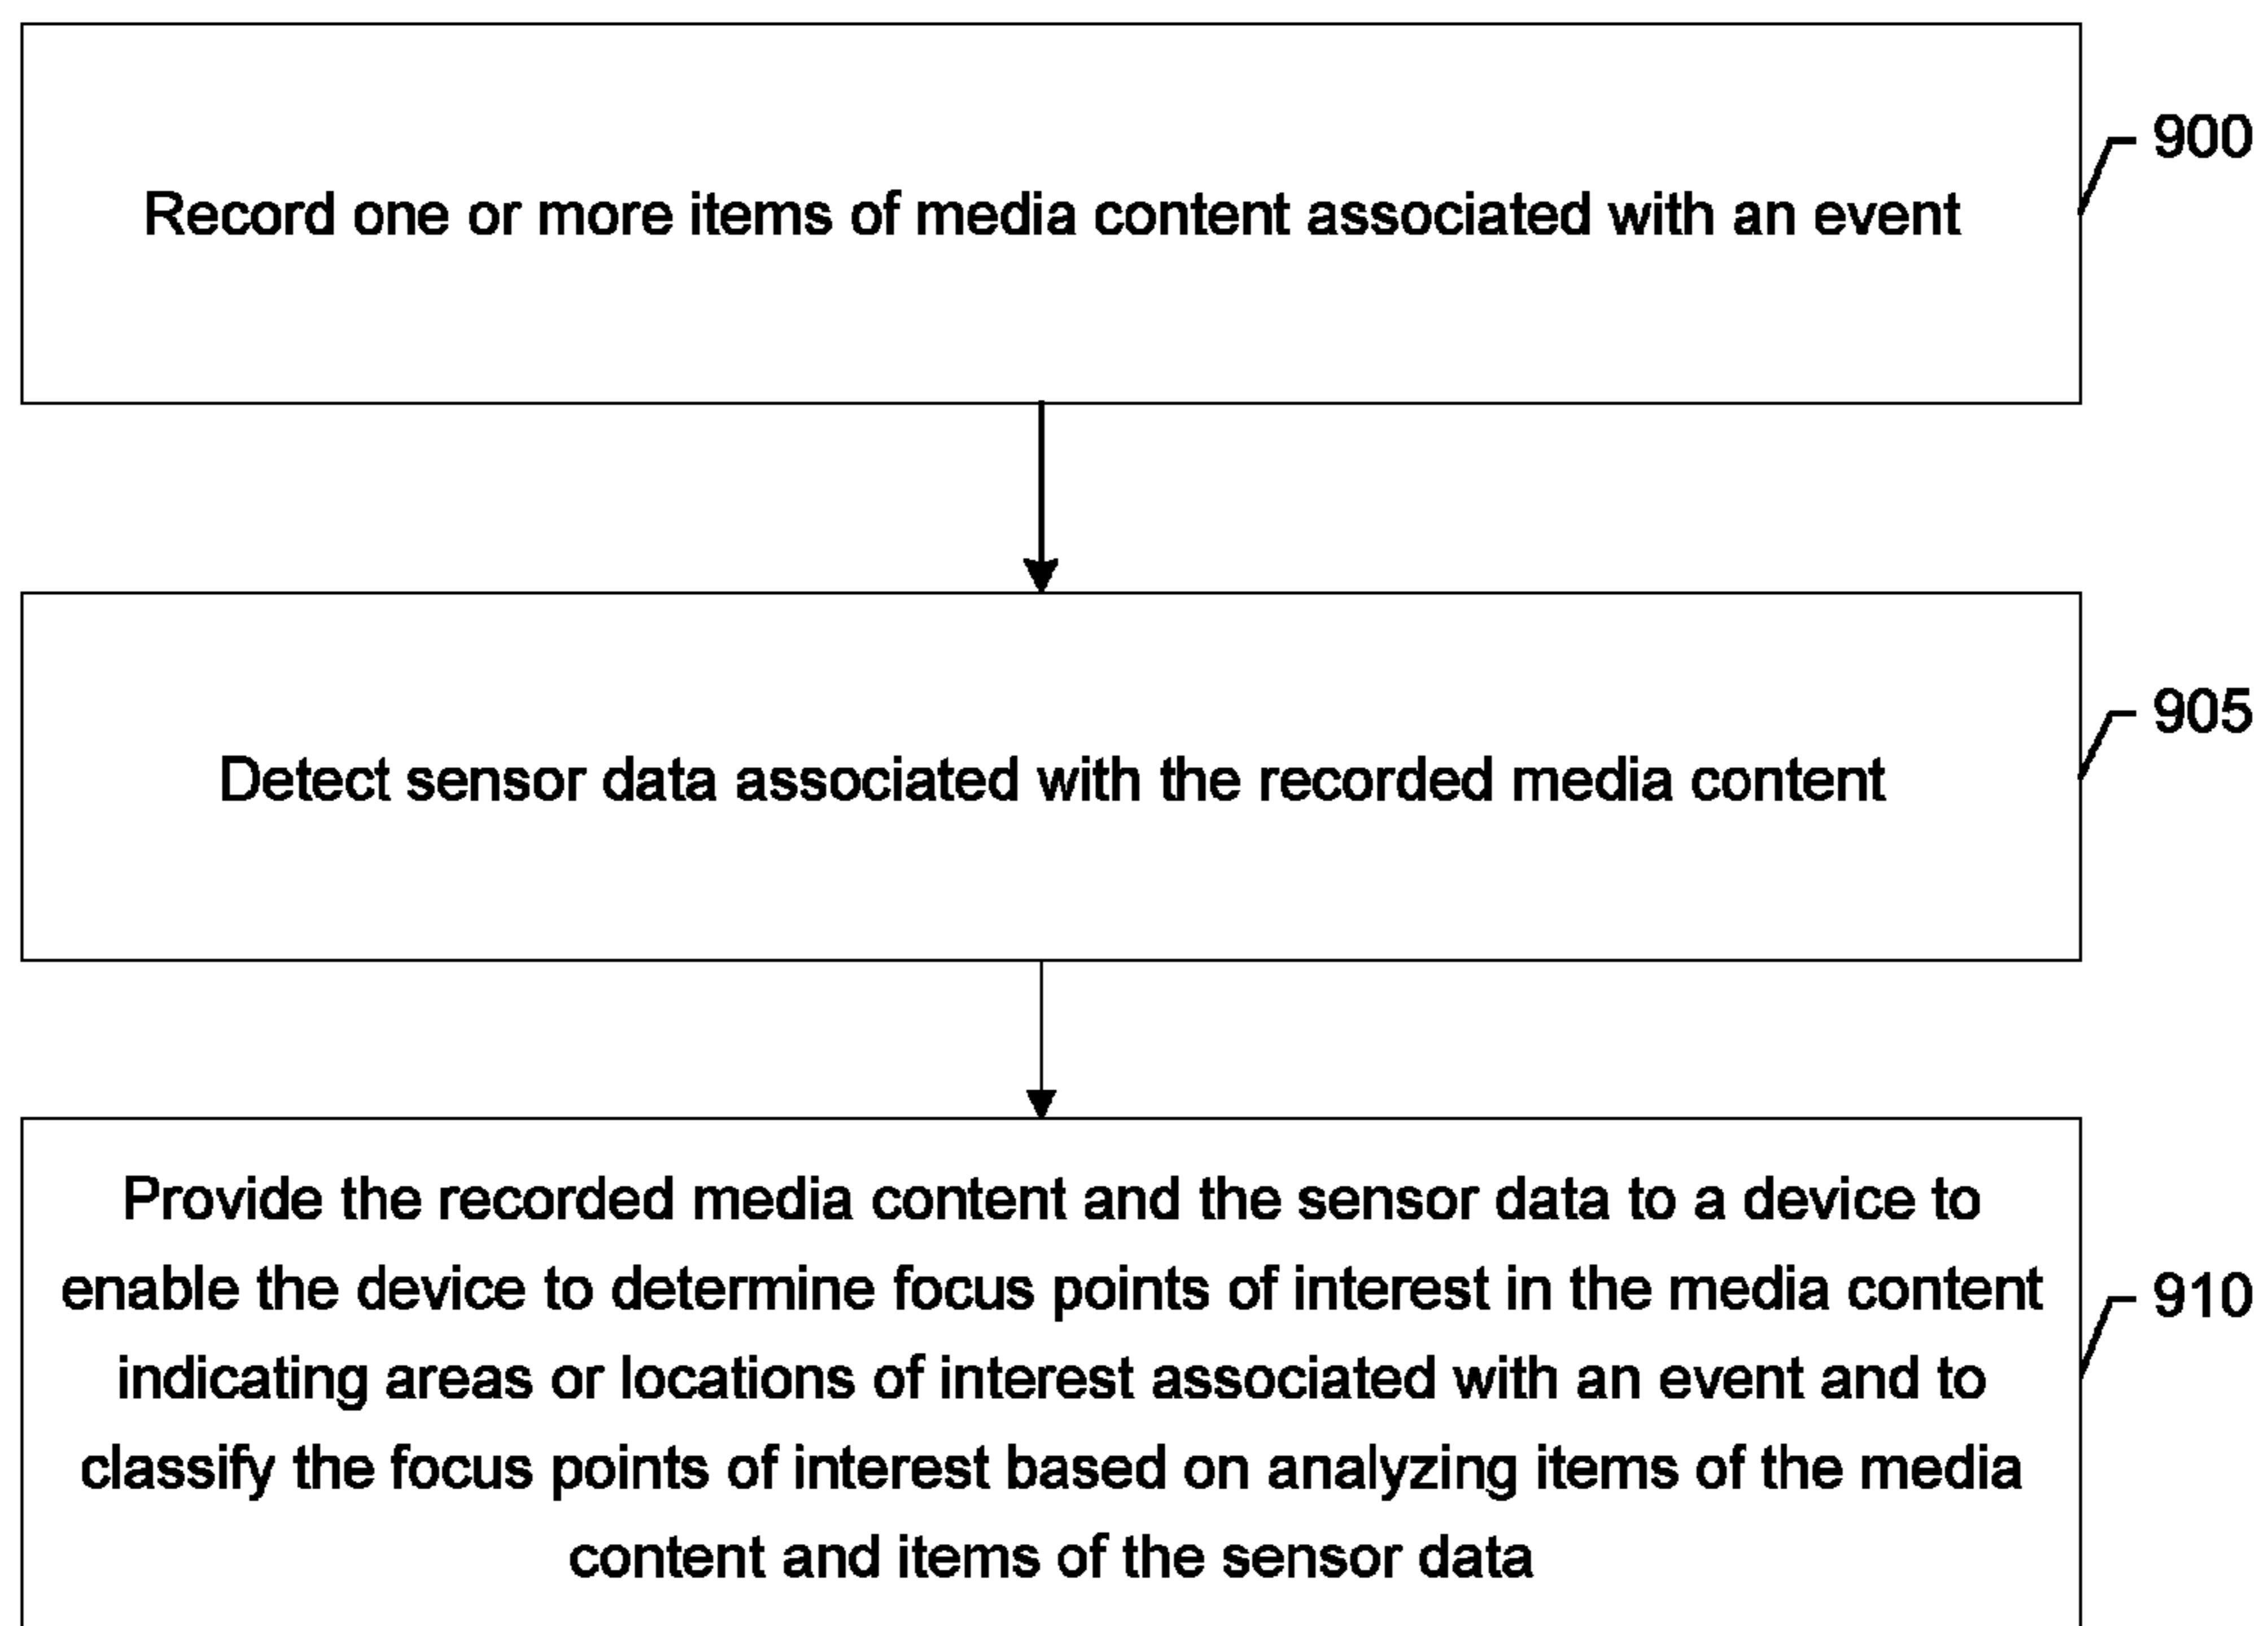 Record one or more items of media content associated with an event
900
Detect sensor data associated with the recorded media content
905
Provide the recorded media content and the sensor data to a device to
enable the device to determine focus points of interest in the media content
indicating areas or locations of interest associated with an event and to
classify the focus points of interest based on analyzing items of the media
content and items of the sensor data
910